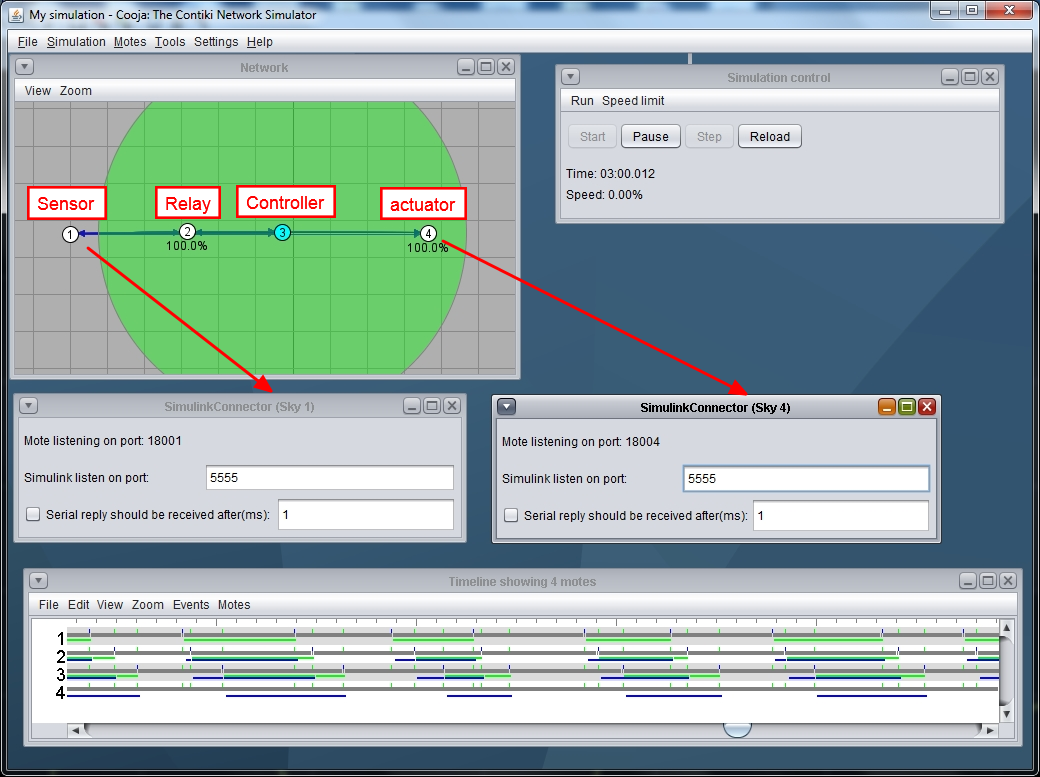 My simulation - Cooja: The Contiki Network Simulator
File Simulation Motes Tools Settings Help
Network
View Zoom
Sensor
Relay
Controller
actuator
1
2
3
4
100.0%
100.0%
Simulation control
Run Speed limit
Start Pause Step Reload
Time: 03:00.012
Speed: 0.00%
SimulinkConnector (Sky 1)
Mote listening on port: 18001
Simulink listen on port: 5555
Serial reply should be received after(ms): 1
SimulinkConnector (Sky 4)
Mote listening on port: 18004
Simulink listen on port: 5555
Serial reply should be received after(ms): 1
Timeline showing 4 motes
File Edit View Zoom Events Motes
1
2
3
4